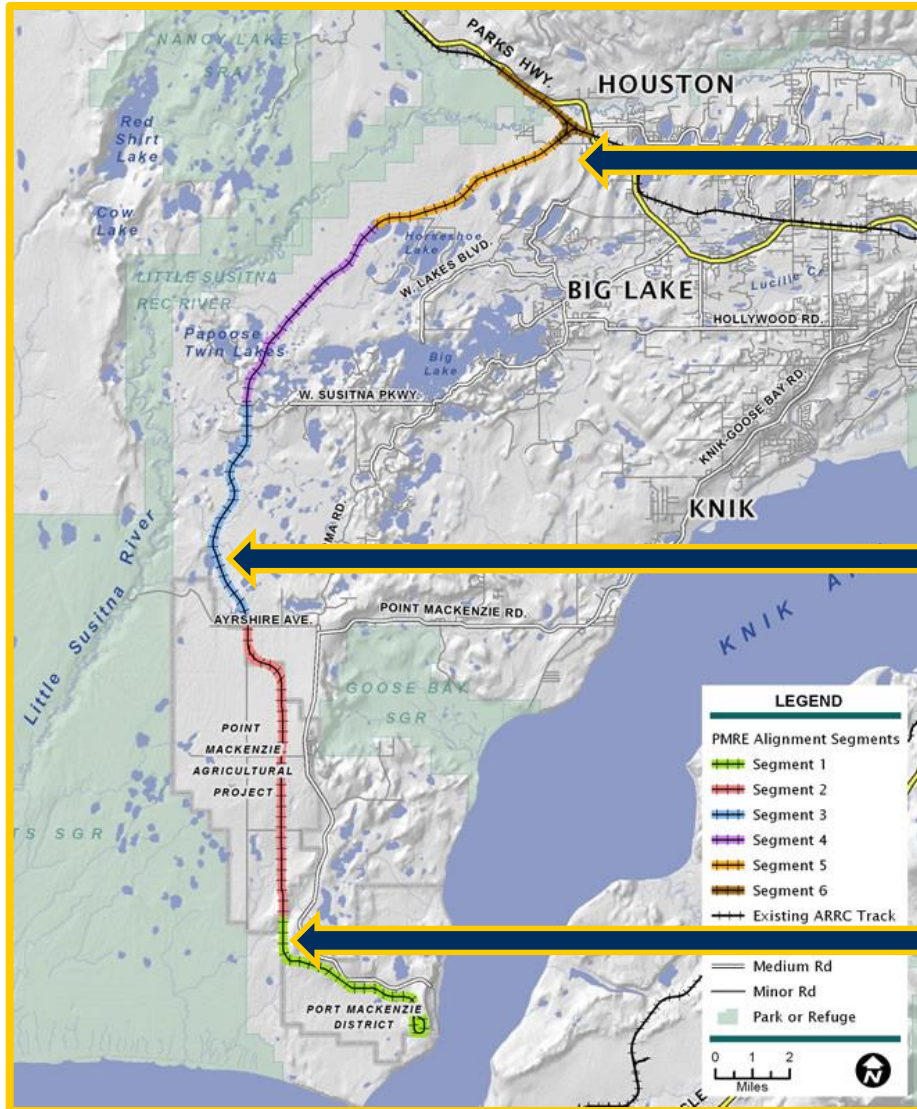 NANCY LAKE
SRA
PARKS HWY.
HOUSTON
Red
Shirt
Lake
Cow
Lake
Horseshoe
Lake
W. LAKES BLVD.
LITTLE SUSITNA
REC RIVER
BIG LAKE
Lucille Cr
HOLLYWOOD RD.
Papoose
Twin Lakes
Big
Lake
W. SUSITNA PKWY.
KNIK-GOOSE BAY RD.
KNIK
MA RD.
Little Susitna River
AYRSHIRE AVE.
POINT MACKENZIE RD.
KNIK A
GOOSE BAY
SGR
POINT
MACKENZIE
AGRICULTURAL
PROJECT
TS SGR
PORT MACKENZIE
DISTRICT
LEGEND
PMRE Alignment Segments
Segment 1
Segment 2
Segment 3
Segment 4
Segment 5
Segment 6
Existing ARRC Track
Medium Rd
Minor Rd
Park or Refuge
0 1 2
Miles
N